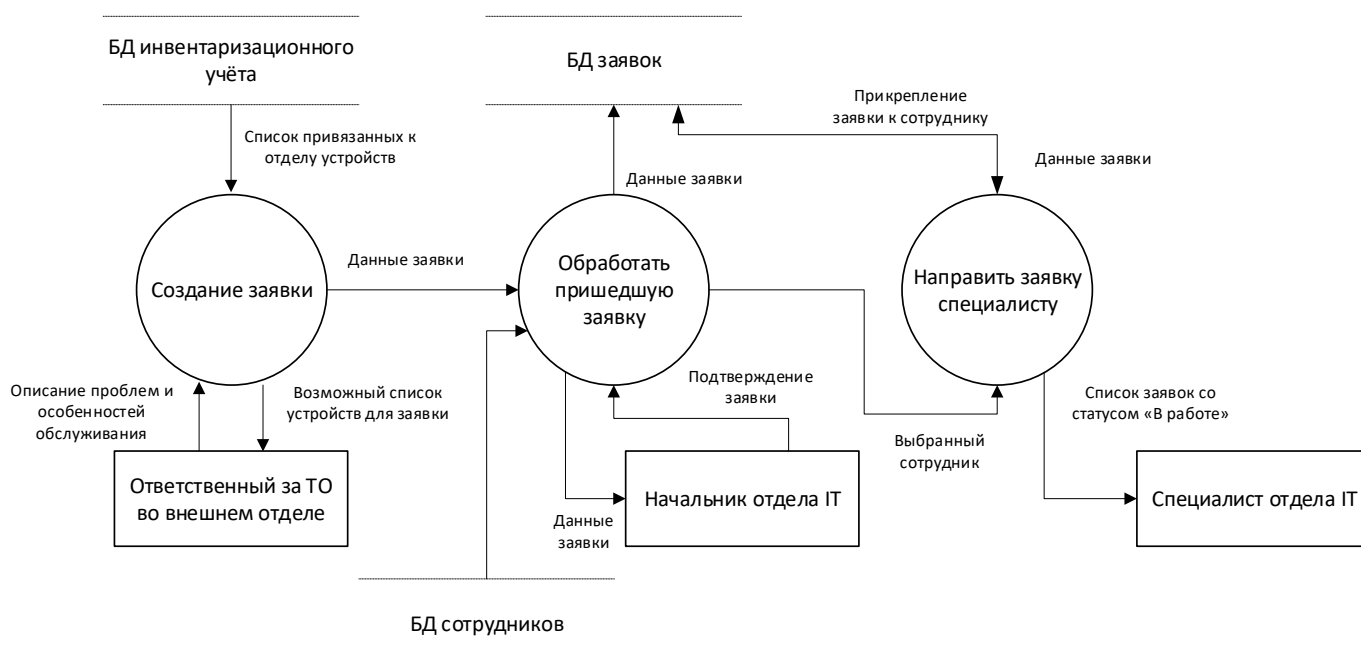 БД инвентаризационного
учёта
БД заявок
Прикрепление
заявки к сотруднику
Список привязанных к
отделу устройств
Данные заявки
Данные заявки
Данные заявки
Создание заявки
Обработать
пришедшую
заявку
Направить заявку
специалисту
Описание проблем и
особенностей
обслуживания
Возможный список
устройств для заявки
Подтверждение
заявки
Список заявок со
статусом «В работе»
Выбранный
сотрудник
Ответственный за ТО
во внешнем отделе
Данные
заявки
Начальник отдела IT
Специалист отдела IT
БД сотрудников